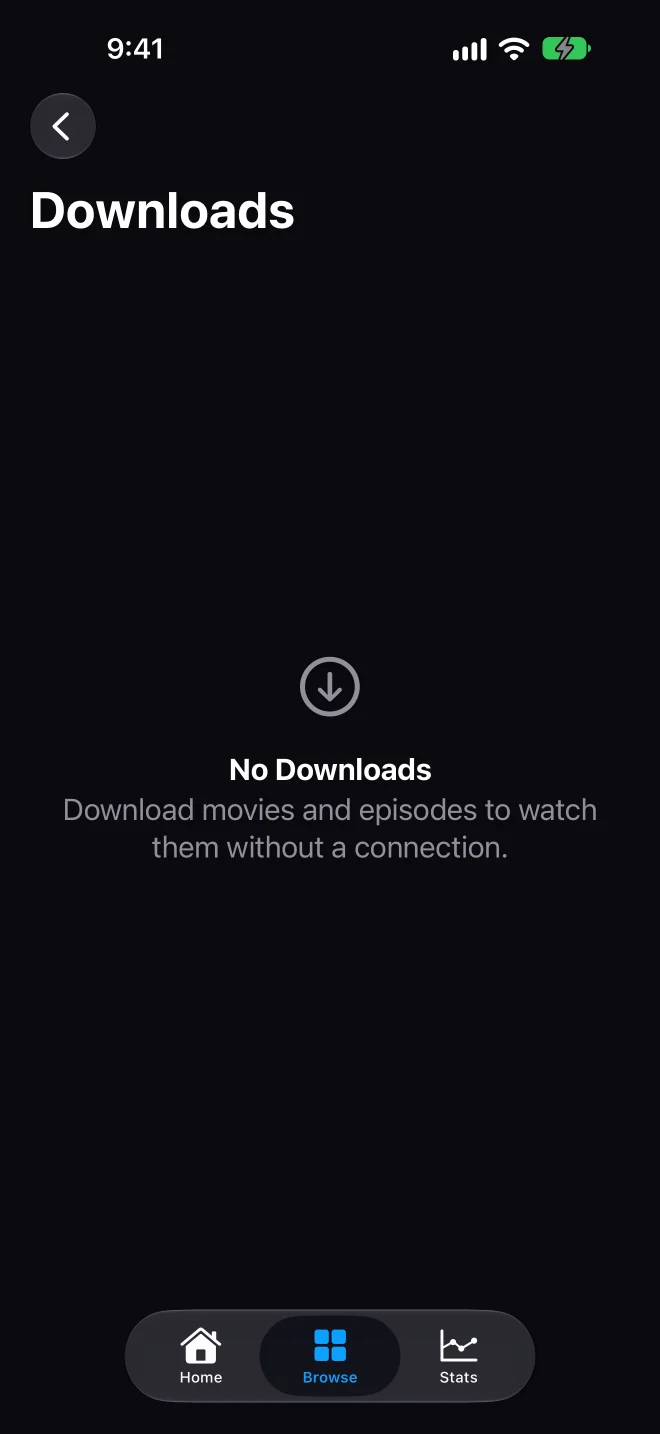 9:41
Downloads
No Downloads
Download movies and episodes to watch
them without a connection.
Home
Browse
Stats